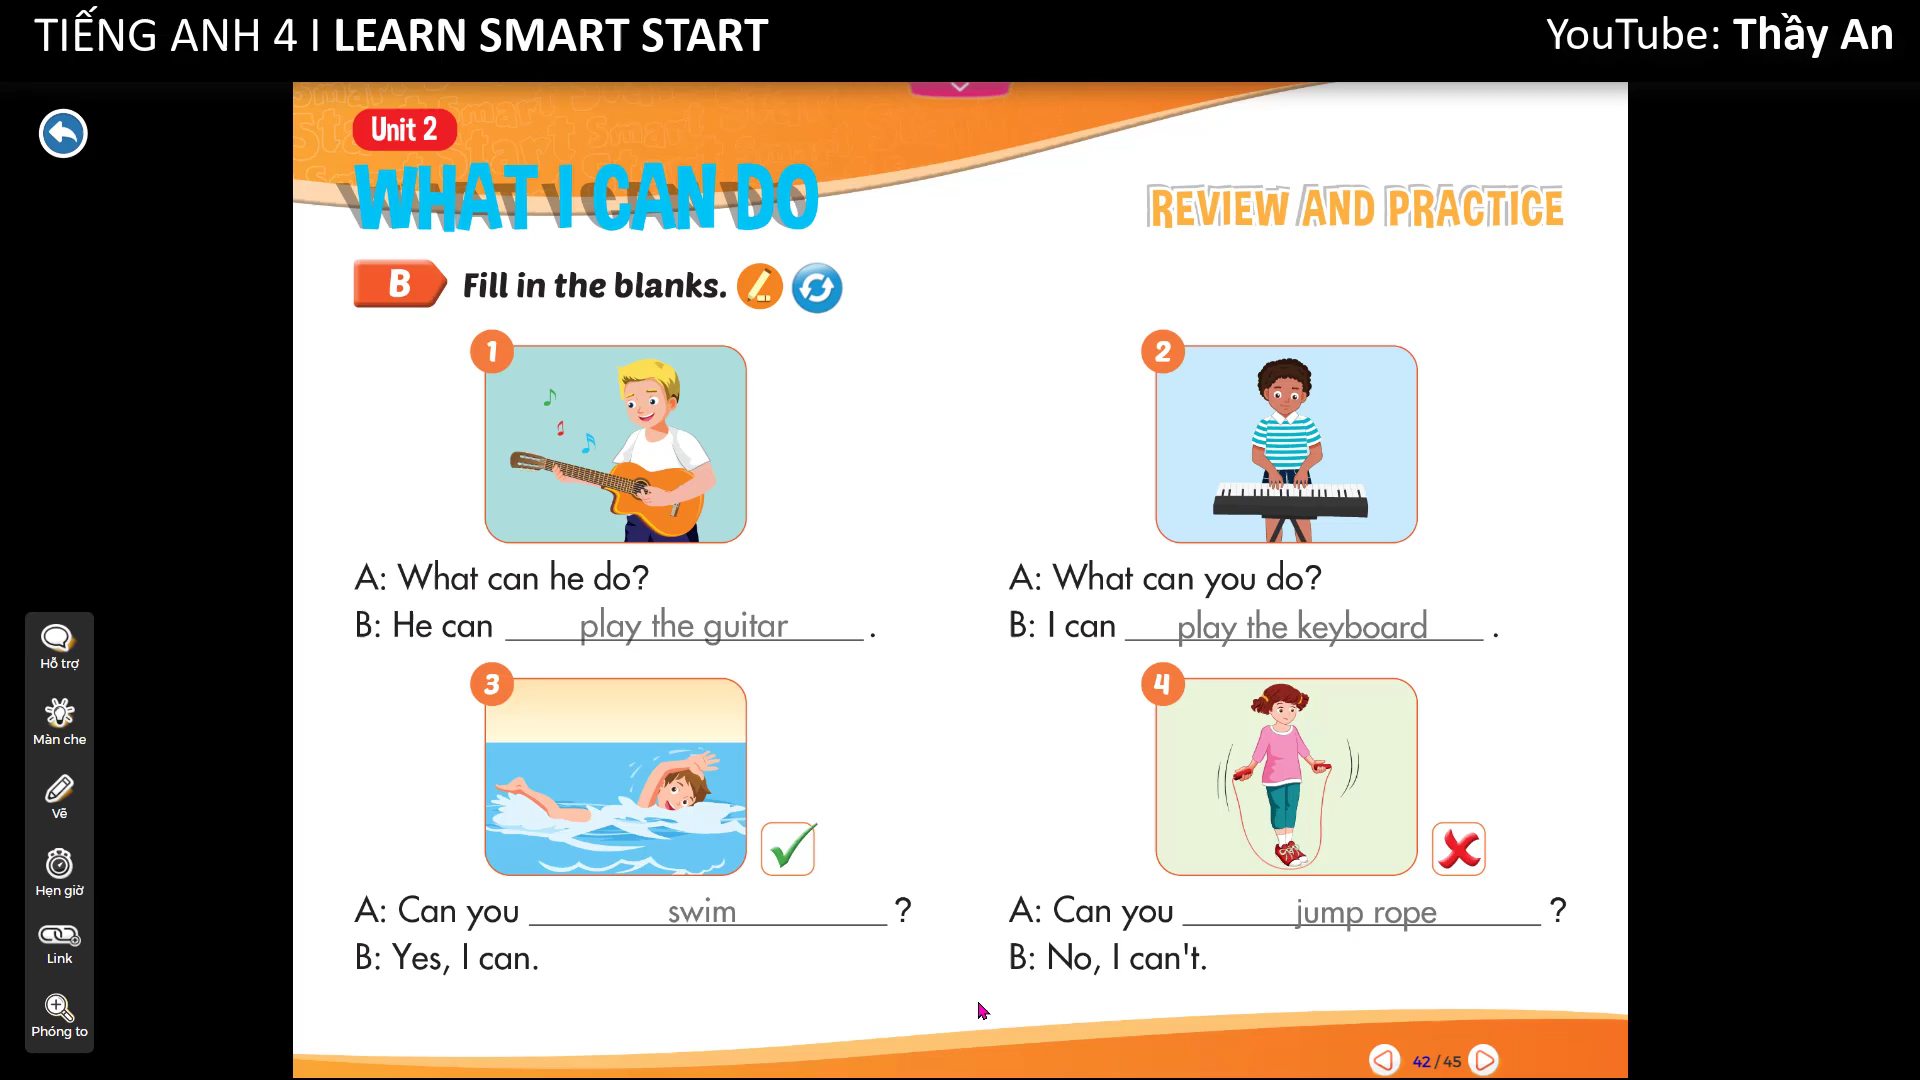 TIẾNG ANH 4 I LEARN SMART START
YouTube: Thầy An
Unit 2
WHAT I CAN DO
REVIEW AND PRACTICE
B Fill in the blanks.
1
2
A: What can he do?
B: He can play the guitar.
A: What can you do?
B: I can play the keyboard.
3
4
A: Can you swim?
B: Yes, I can.
A: Can you jump rope?
B: No, I can't.
Hỗ trợ
Màn che
Vẽ
Hẹn giờ
Link
Phóng to
42 / 45